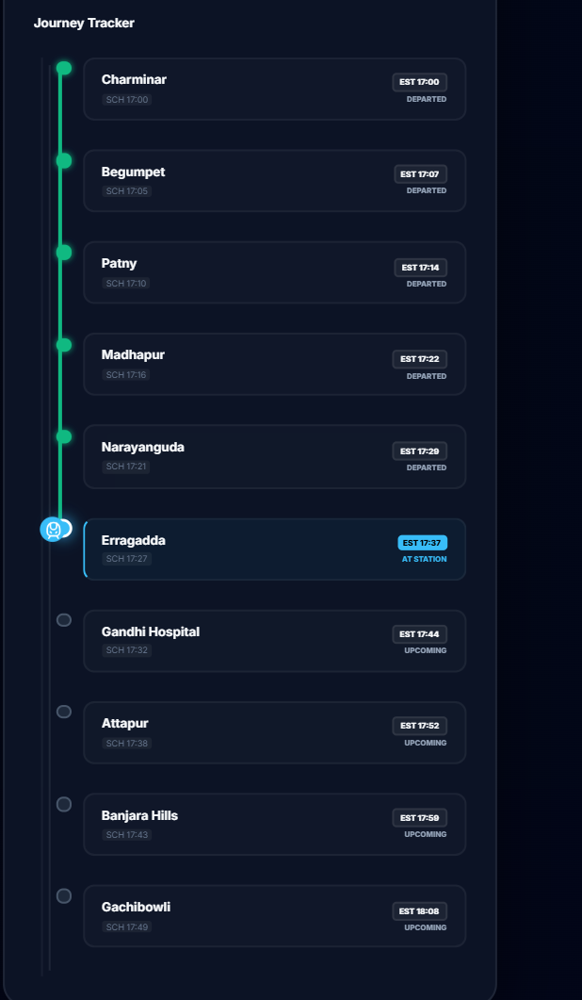 Journey Tracker
Charminar
EST 17:00
SCH 17:00
DEPARTED
Begumpet
EST 17:07
SCH 17:05
DEPARTED
Patny
EST 17:14
SCH 17:10
DEPARTED
Madhapur
EST 17:22
SCH 17:16
DEPARTED
Narayanguda
EST 17:29
SCH 17:21
DEPARTED
Erragadda
EST 17:37
SCH 17:27
AT STATION
Gandhi Hospital
EST 17:44
SCH 17:32
UPCOMING
Attapur
EST 17:52
SCH 17:38
UPCOMING
Banjara Hills
EST 17:59
SCH 17:43
UPCOMING
Gachibowli
EST 18:08
SCH 17:49
UPCOMING